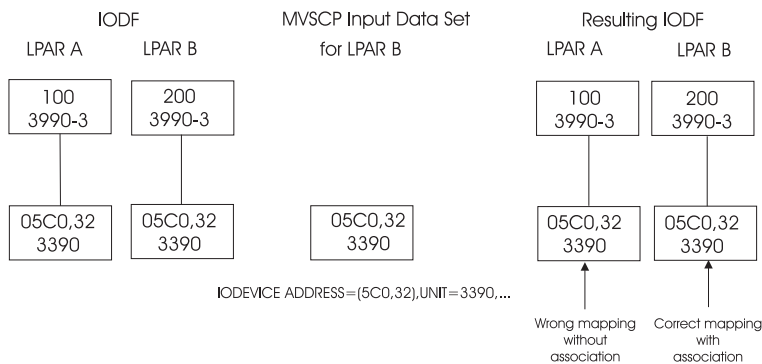 IODF
LPAR A
LPAR B
100
3990-3
200
3990-3
05C0,32
3390
05C0,32
3390
MVSCP Input Data Set
for LPAR B
05C0,32
3390
IODEVICE ADDRESS=(5C0,32),UNIT=3390,...
Resulting IODF
LPAR A
LPAR B
100
3990-3
200
3990-3
05C0,32
3390
05C0,32
3390
Wrong mapping
without
association
Correct mapping
with
association